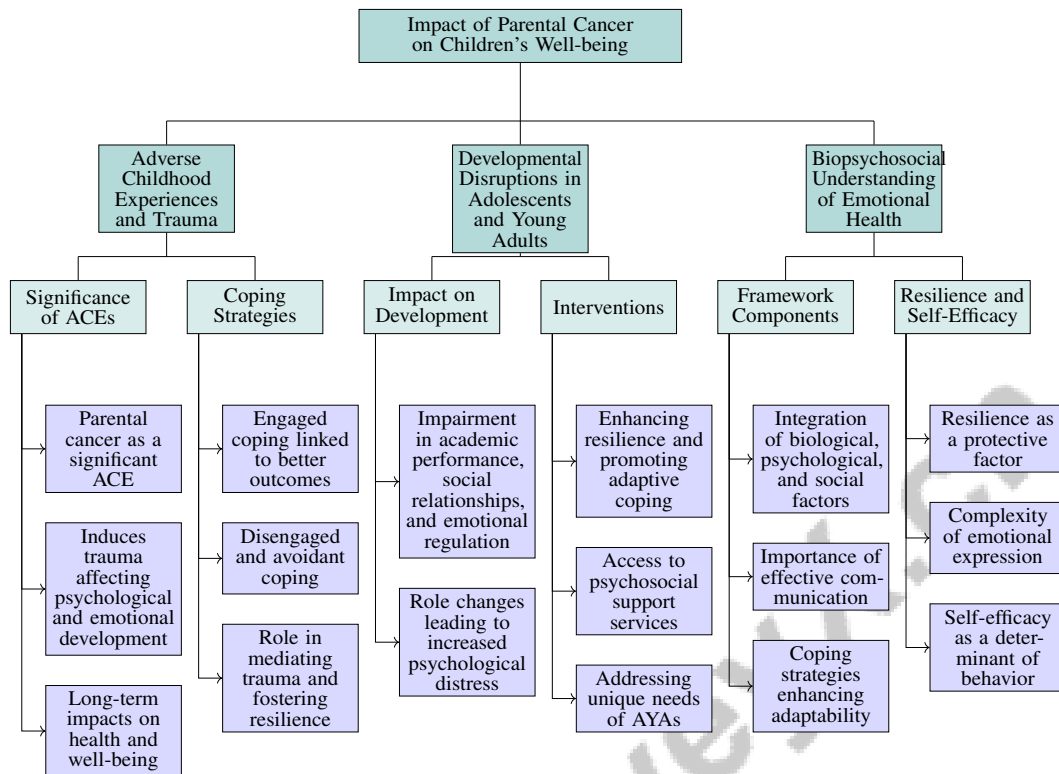 Impact of Parental Cancer
on Children's Well-being
Adverse
Childhood
Experiences
and Trauma
Developmental
Disruptions in
Adolescents
and Young
Adults
Biopsychosocial
Understanding
of Emotional
Health
Significance
of ACEs
Coping
Strategies
Impact on
Development
Interventions
Framework
Components
Resilience and
Self-Efficacy
Parental
cancer as a
significant
ACE
Induces
trauma
affecting
psychological
and emotional
development
Long-term
impacts on
health and
well-being
Engaged
coping linked
to better
outcomes
Disengaged
and avoidant
coping
Role in
mediating
trauma and
fostering
resilience
Impairment
in academic
performance,
social
relationships,
and emotional
regulation
Role changes
leading to
increased
psychological
distress
Enhancing
resilience and
promoting
adaptive
coping
Access to
psychosocial
support
services
Addressing
unique needs
of AYAs
Integration
of biological,
psychological,
and social
factors
Importance of
effective com-
munication
Coping
strategies
enhancing
adaptability
Resilience as
a protective
factor
Complexity
of emotional
expression
Self-efficacy
as a deter-
minant of
behavior